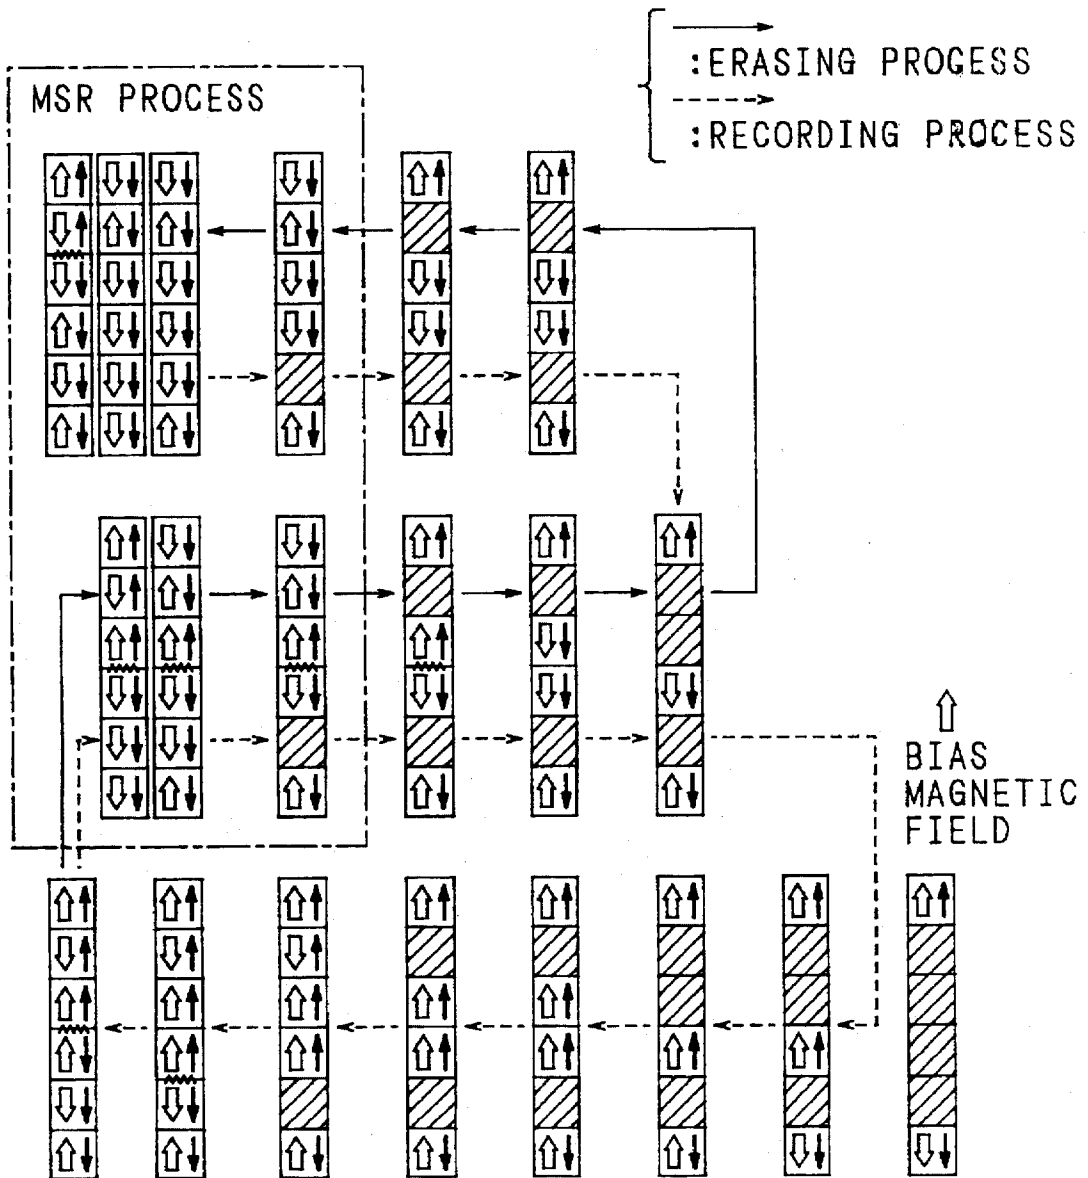 :ERASING PROGESS
MSR PROCESS
:RECORDING PROCESS
BIAS
MAGNETIC
FIELD